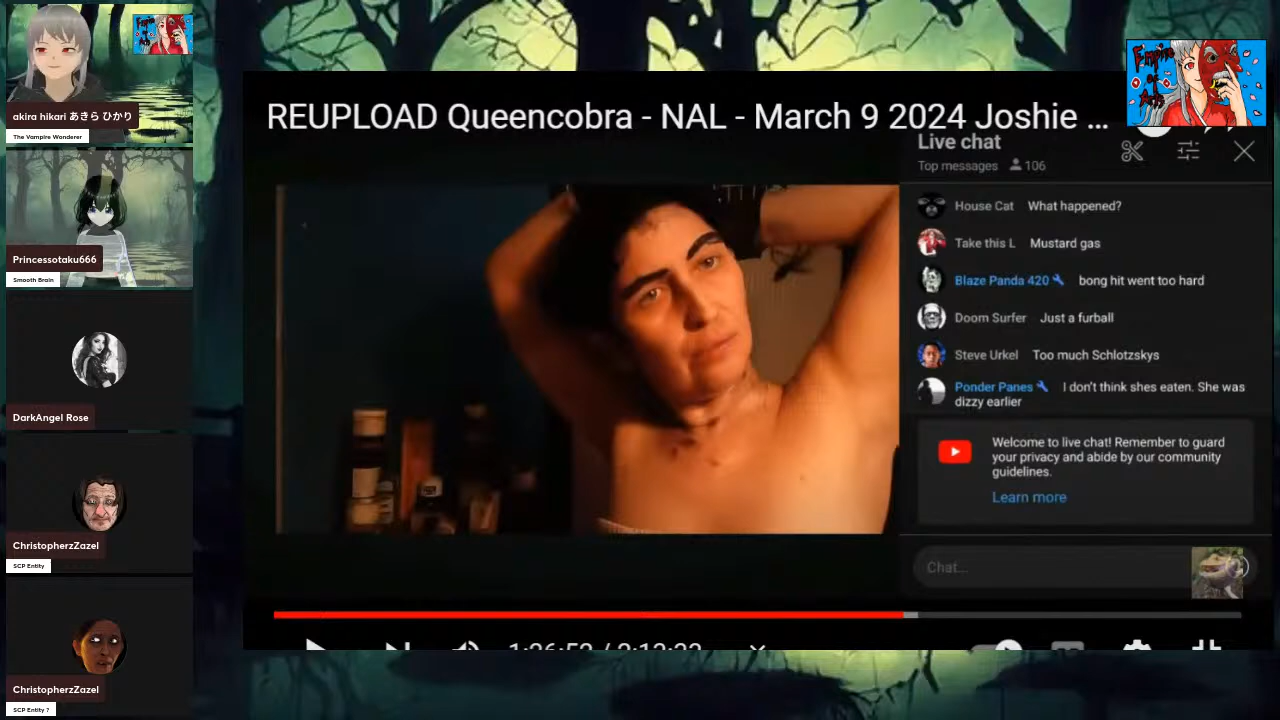 akira hikari あきら ひかり
The Vampire Wonderer
Princessotaku666
Smooth Brain
DarkAngel Rose
ChristopherzZazel
SCP Entity
ChristopherzZazel
SCP Entity ?
REUPLOAD Queencobra - NAL - March 9 2024 Joshie ...
Empire of Arts
Live chat
Top messages 106
House Cat What happened?
Take this L Mustard gas
Blaze Panda 420 bong hit went too hard
Doom Surfer Just a furball
Steve Urkel Too much Schlotzskys
Ponder Panes I don't think shes eaten. She was
dizzy earlier
Welcome to live chat! Remember to guard
your privacy and abide by our community
guidelines.
Learn more
Chat...